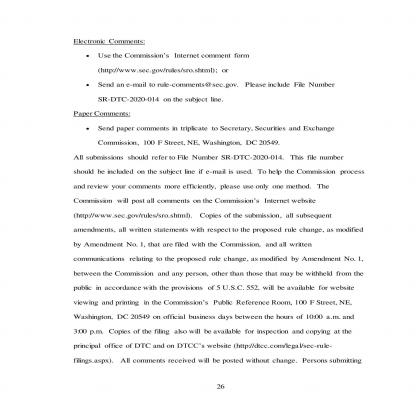 Electronic Comments:
• Use the Commission's Internet comment form
(http://www.sec.gov/rules/sro.shtml); or
• Send an e-mail to rule-comments@sec.gov. Please include File Number
SR-DTC-2020-014 on the subject line.
Paper Comments:
• Send paper comments in triplicate to Secretary, Securities and Exchange
Commission, 100 F Street, NE, Washington, DC 20549.
All submissions should refer to File Number SR-DTC-2020-014. This file number
should be included on the subject line if e-mail is used. To help the Commission process
and review your comments more efficiently, please use only one method. The
Commission will post all comments on the Commission's Internet website
(http://www.sec.gov/rules/sro.shtml). Copies of the submission, all subsequent
amendments, all written statements with respect to the proposed rule change, as modified
by Amendment No. 1, that are filed with the Commission, and all written
communications relating to the proposed rule change, as modified by Amendment No. 1,
between the Commission and any person, other than those that may be withheld from the
public in accordance with the provisions of 5 U.S.C. 552, will be available for website
viewing and printing in the Commission's Public Reference Room, 100 F Street, NE,
Washington, DC 20549 on official business days between the hours of 10:00 a.m. and
3:00 p.m. Copies of the filing also will be available for inspection and copying at the
principal office of DTC and on DTCC's website (http://dtcc.com/legal/sec-rule-
filings.aspx). All comments received will be posted without change. Persons submitting
26